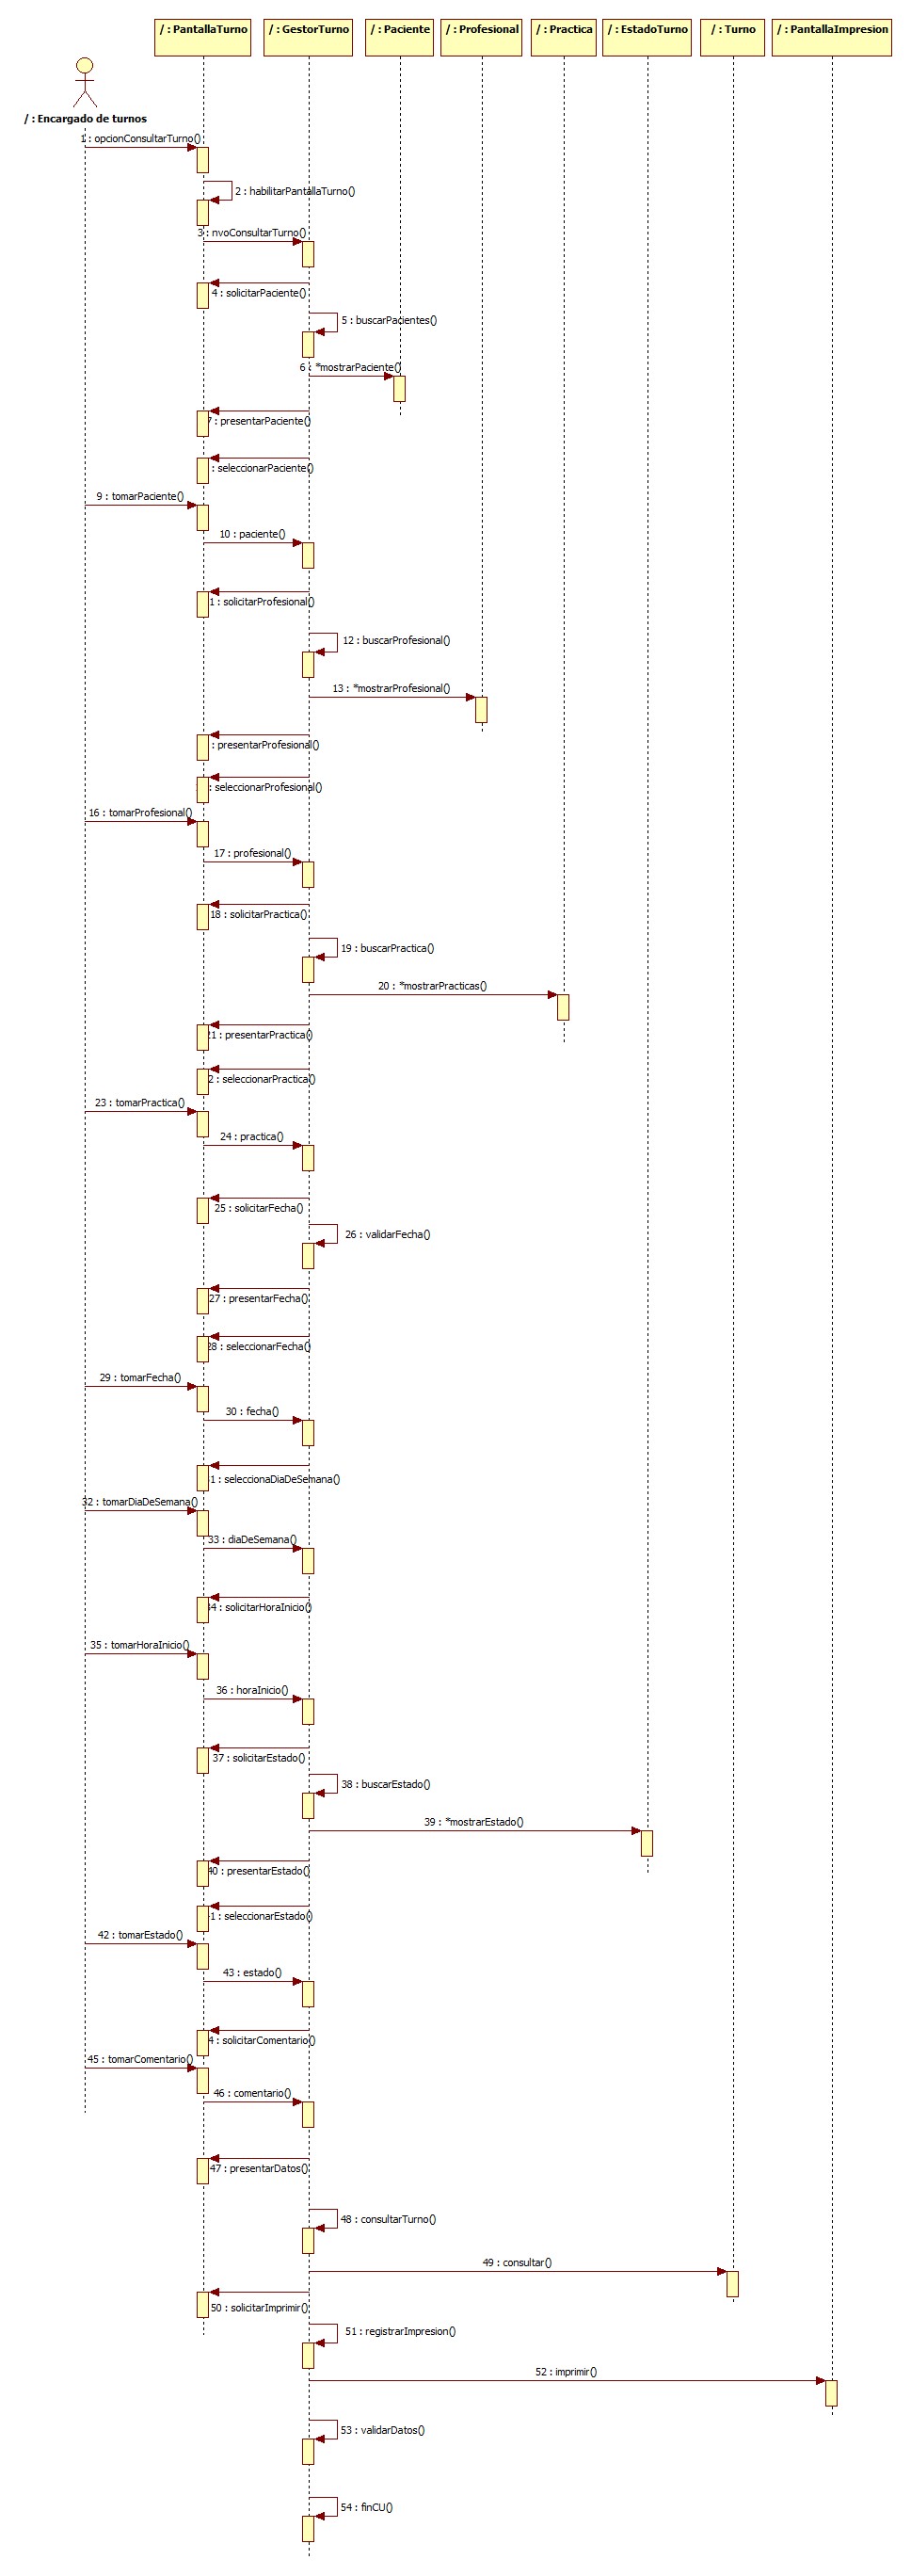 / : PantallaTurno
/ : GestorTurno
/ : Paciente
/ : Profesional
/ : Practica
/ : EstadoTurno
/ : Turno
/ : PantallaImpresion
/ : Encargado de turnos
1 : opcionConsultarTurno()
2 : habilitarPantallaTurno()
3 : nvoConsultarTurno()
4 : solicitarPaciente()
5 : buscarPacientes()
6 : *mostrarPaciente()
7 : presentarPaciente()
: seleccionarPaciente()
9 : tomarPaciente()
10 : paciente()
1 : solicitarProfesional()
12 : buscarProfesional()
13 : *mostrarProfesional()
: presentarProfesional()
: seleccionarProfesional()
16 : tomarProfesional()
17 : profesional()
18 : solicitarPractica()
19 : buscarPractica()
20 : *mostrarPracticas()
21 : presentarPractica()
2 : seleccionarPractica()
23 : tomarPractica()
24 : practica()
25 : solicitarFecha()
26 : validarFecha()
27 : presentarFecha()
28 : seleccionarFecha()
29 : tomarFecha()
30 : fecha()
1 : seleccionaDiaDeSemana()
32 : tomarDiaDeSemana()
33 : diaDeSemana()
34 : solicitarHoraInicio()
35 : tomarHoraInicio()
36 : horaInicio()
37 : solicitarEstado()
38 : buscarEstado()
39 : *mostrarEstado()
40 : presentarEstado()
1 : seleccionarEstado()
42 : tomarEstado()
43 : estado()
4 : solicitarComentario()
45 : tomarComentario()
46 : comentario()
47 : presentarDatos()
48 : consultarTurno()
49 : consultar()
50 : solicitarImprimir()
51 : registrarImpresion()
52 : imprimir()
53 : validarDatos()
54 : finCU()